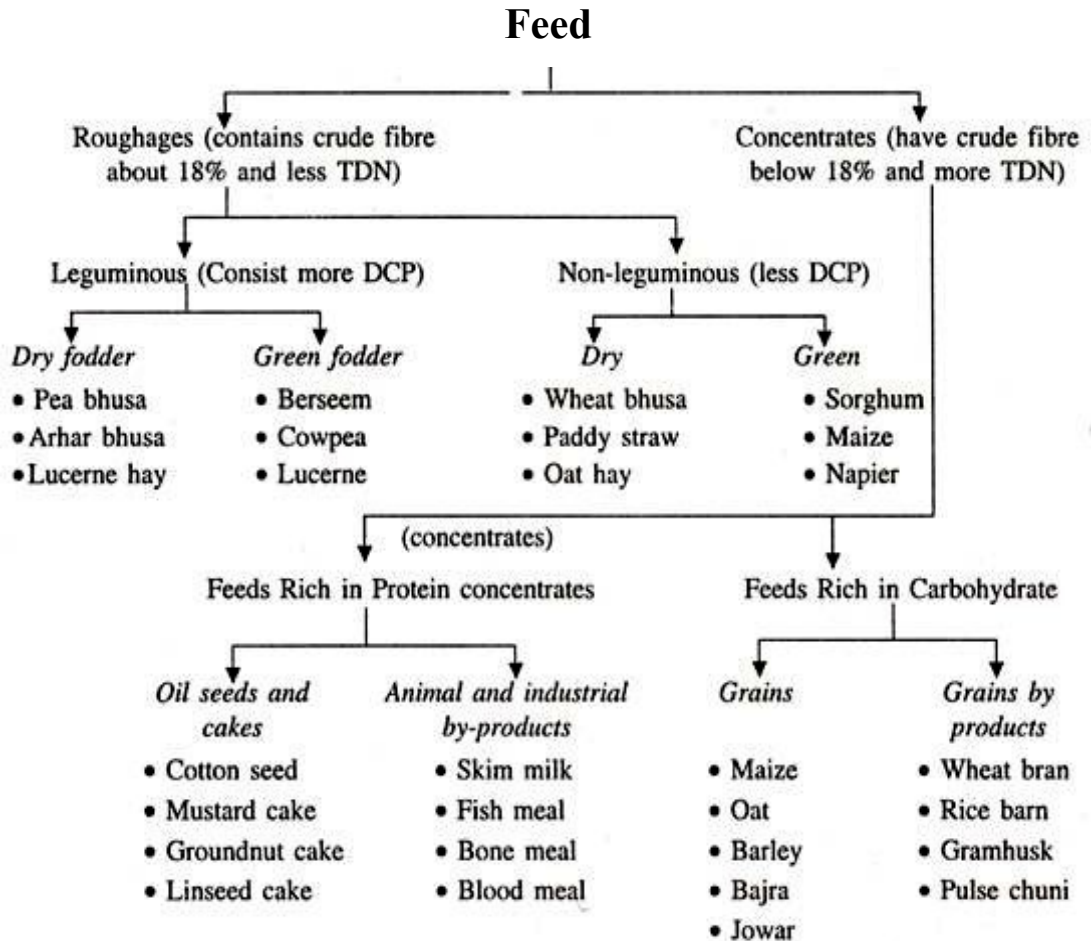 Feed
Roughages (contains crude fibre
about 18% and less TDN)
Concentrates (have crude fibre
below 18% and more TDN)
Leguminous (Consist more DCP)
Non-leguminous (less DCP)
Dry fodder
• Pea bhusa
• Arhar bhusa
• Lucerne hay
Green fodder
• Berseem
• Cowpea
• Lucerne
Dry
• Wheat bhusa
• Paddy straw
• Oat hay
Green
• Sorghum
• Maize
• Napier
(concentrates)
Feeds Rich in Protein concentrates
Feeds Rich in Carbohydrate
Oil seeds and
cakes
• Cotton seed
• Mustard cake
• Groundnut cake
• Linseed cake
Animal and industrial
by-products
• Skim milk
• Fish meal
• Bone meal
• Blood meal
Grains
• Maize
• Oat
• Barley
• Bajra
• Jowar
Grains by
products
• Wheat bran
• Rice barn
• Gramhusk
• Pulse chuni